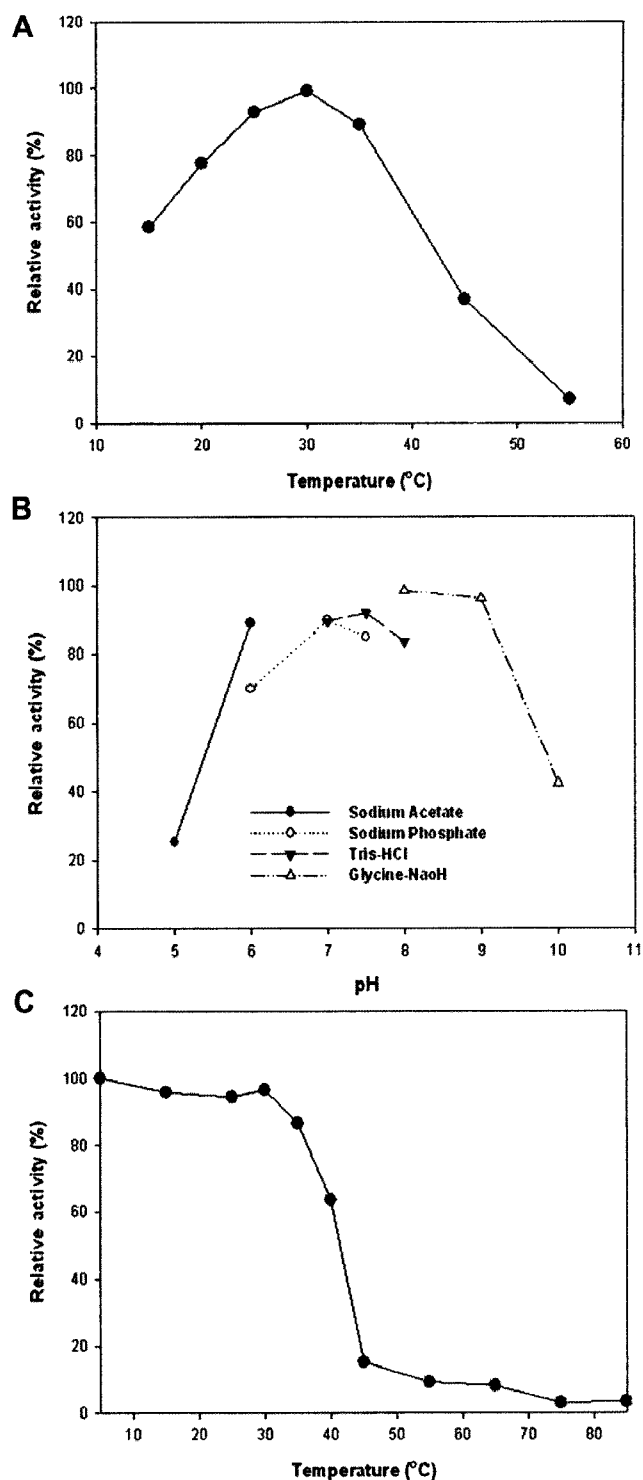 A
120
100
80
60
40
20
0
Relative activity (%)
10 20 30 40 50 60
Temperature (°C)
B
120
100
80
60
40
20
0
Relative activity (%)
Sodium Acetate
Sodium Phosphate
Tris-HCl
Glycine-NaoH
4 5 6 7 8 9 10 11
pH
C
120
100
80
60
40
20
0
Relative activity (%)
10 20 30 40 50 60 70 80
Temperature (°C)